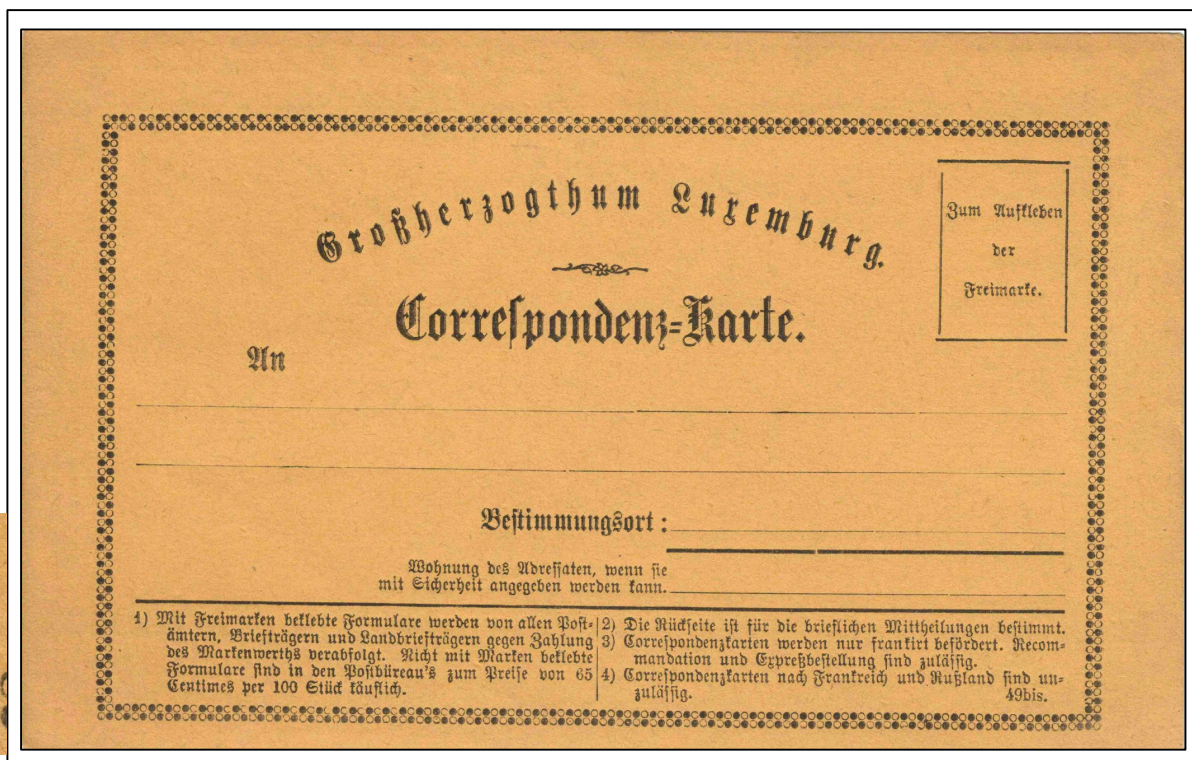 Großherzogthum Luxemburg.
Zum Aufkleben
der
Freimarke.
Correſpondenz-Karte.
An
Beſtimmungsort :
Wohnung des Adreſſaten, wenn ſie
mit Sicherheit angegeben werden kann.
1) Mit Freimarken beklebte Formulare werden von allen Poſt-
ämtern, Briefträgern und Landbriefträgern gegen Zahlung
des Markenwerths verabfolgt. Nicht mit Marken beklebte
Formulare ſind in den Poſtbüreau's zum Preiſe von 65
Centimes per 100 Stück käuflich.
2) Die Rückſeite iſt für die brieflichen Mittheilungen beſtimmt.
3) Correſpondenzkarten werden nur frankirt befördert. Recom-
mandation und Expreßbeſtellung ſind zuläſſig.
4) Correſpondenzkarten nach Frankreich und Rußland ſind un-
zuläſſig. 49bis.